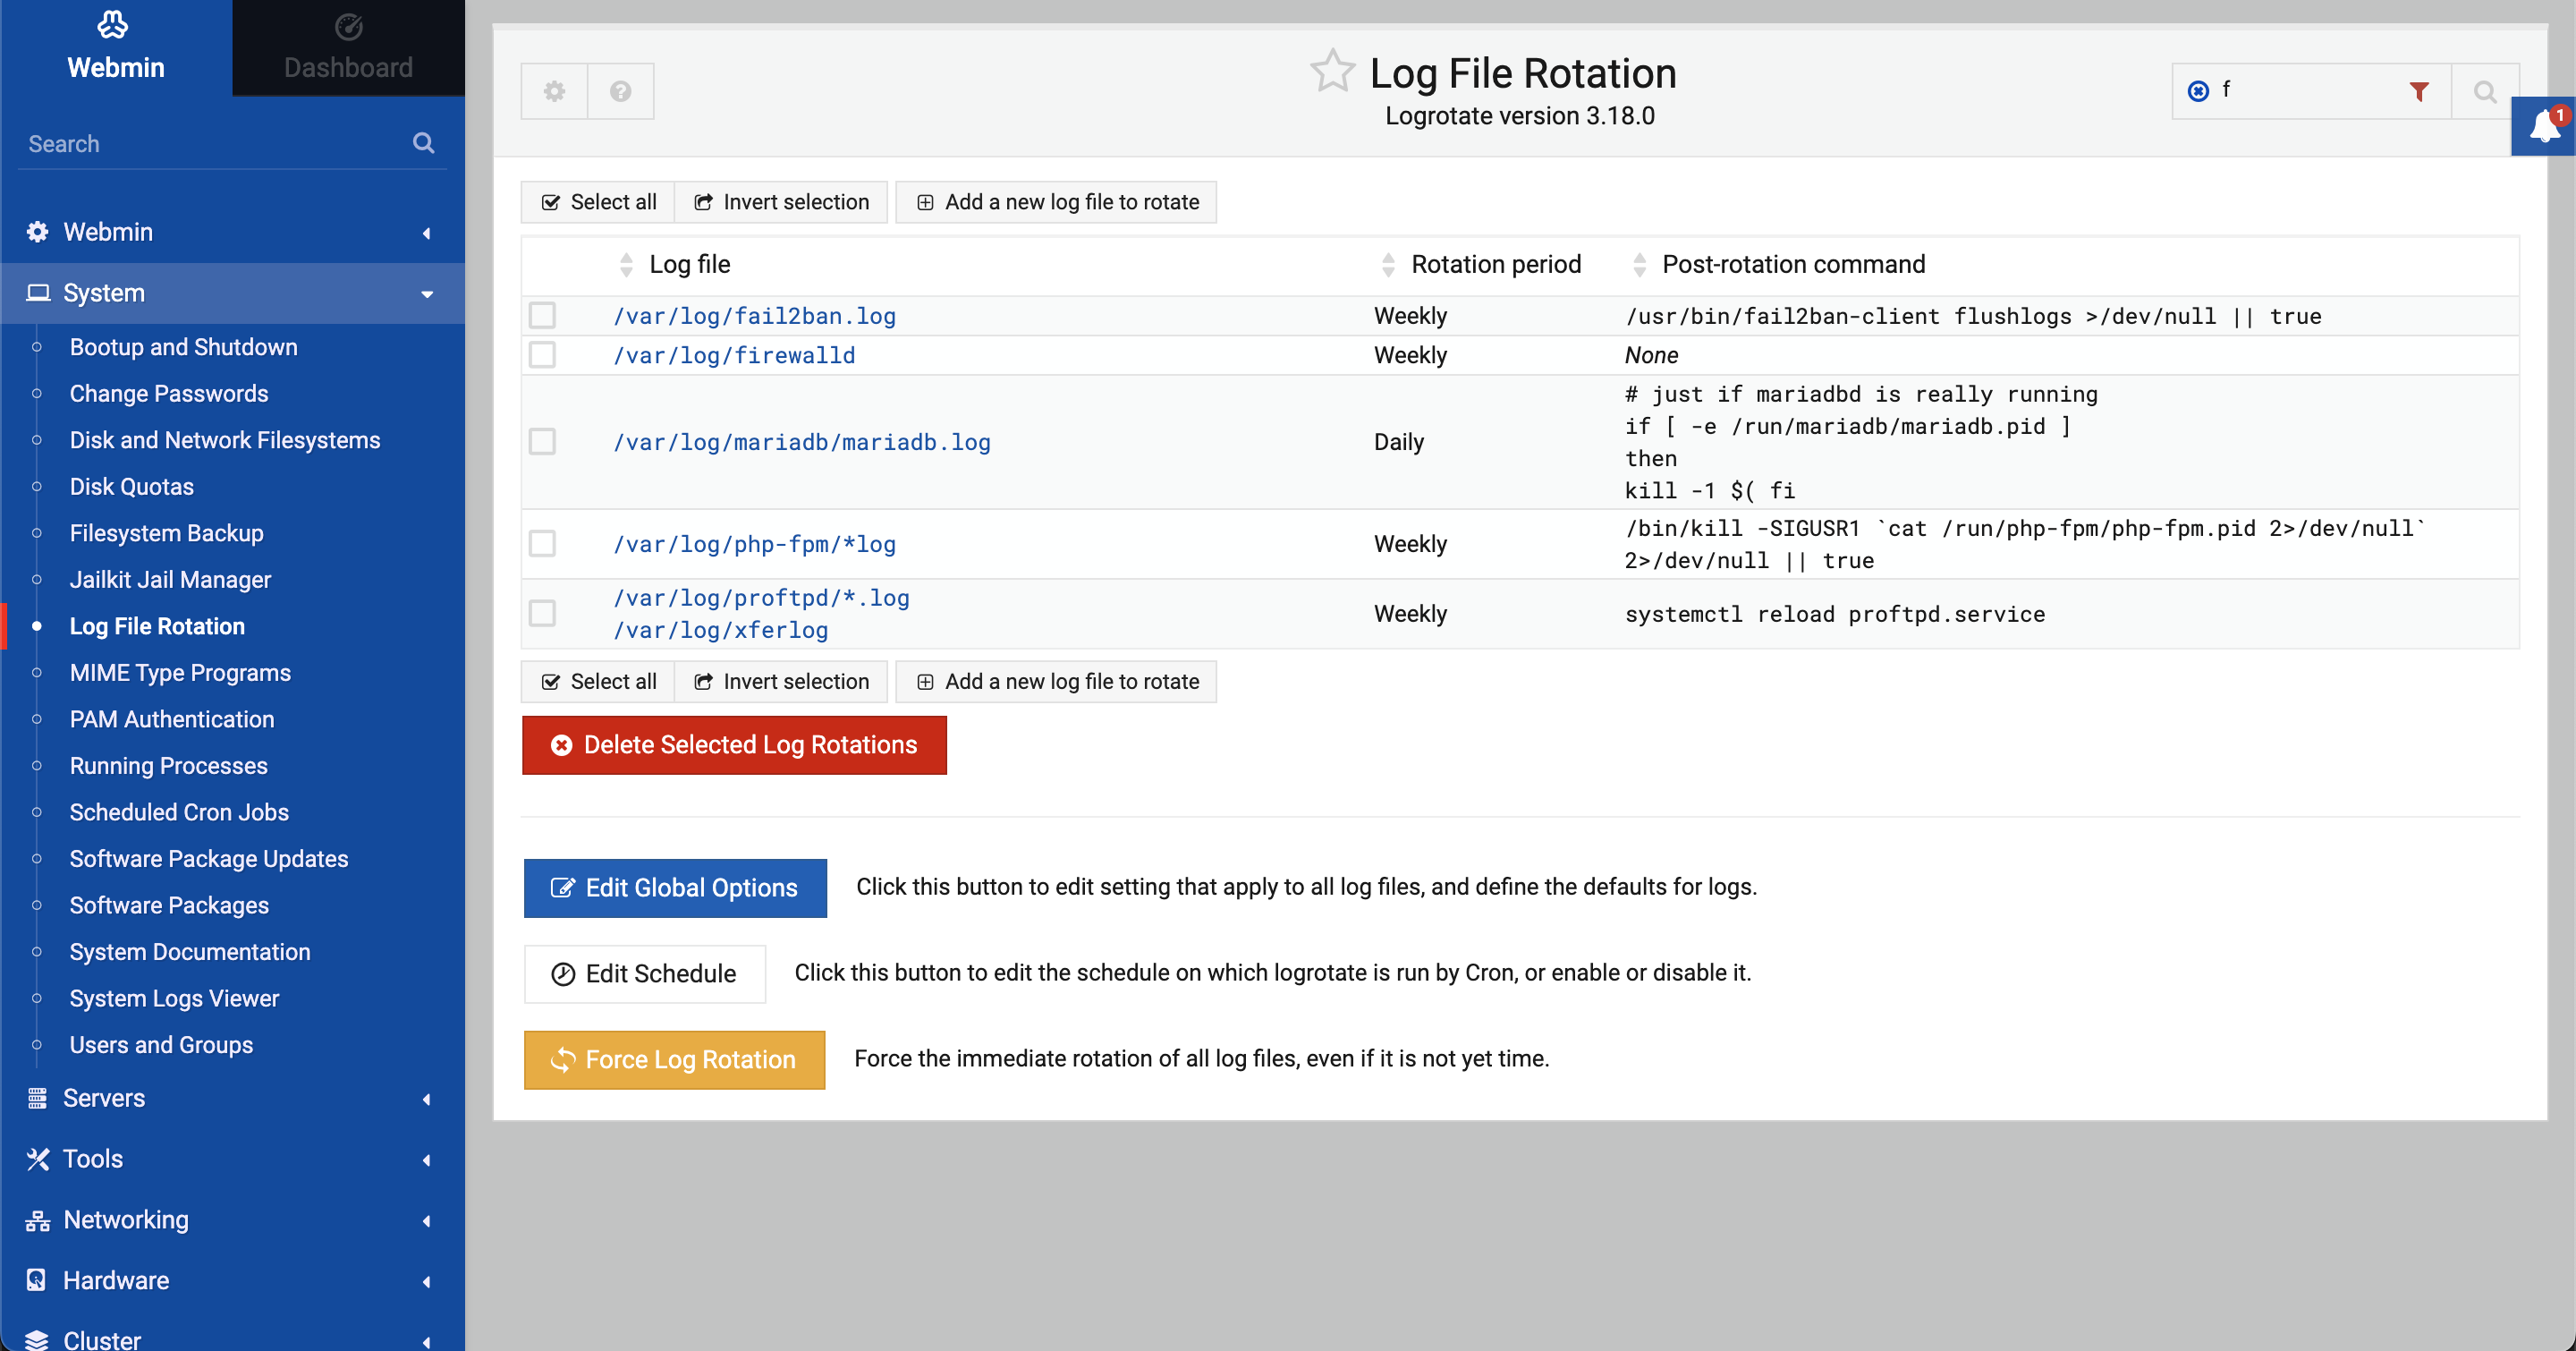 Webmin
Dashboard
Search
Webmin
System
Bootup and Shutdown
Change Passwords
Disk and Network Filesystems
Disk Quotas
Filesystem Backup
Jailkit Jail Manager
Log File Rotation
MIME Type Programs
PAM Authentication
Running Processes
Scheduled Cron Jobs
Software Package Updates
Software Packages
System Documentation
System Logs Viewer
Users and Groups
Servers
Tools
Networking
Hardware
Cluster
Log File Rotation
Logrotate version 3.18.0
f
1
Select all
Invert selection
Add a new log file to rotate
Log file
Rotation period
Post-rotation command
/var/log/fail2ban.log
Weekly
/usr/bin/fail2ban-client flushlogs >/dev/null || true
/var/log/firewalld
Weekly
None
/var/log/mariadb/mariadb.log
Daily
# just if mariadbd is really running
if [ -e /run/mariadb/mariadb.pid ]
then
kill -1 $( fi
/var/log/php-fpm/*log
Weekly
/bin/kill -SIGUSR1 `cat /run/php-fpm/php-fpm.pid 2>/dev/null`
2>/dev/null || true
/var/log/proftpd/*.log
/var/log/xferlog
Weekly
systemctl reload proftpd.service
Select all
Invert selection
Add a new log file to rotate
Delete Selected Log Rotations
Edit Global Options
Click this button to edit setting that apply to all log files, and define the defaults for logs.
Edit Schedule
Click this button to edit the schedule on which logrotate is run by Cron, or enable or disable it.
Force Log Rotation
Force the immediate rotation of all log files, even if it is not yet time.